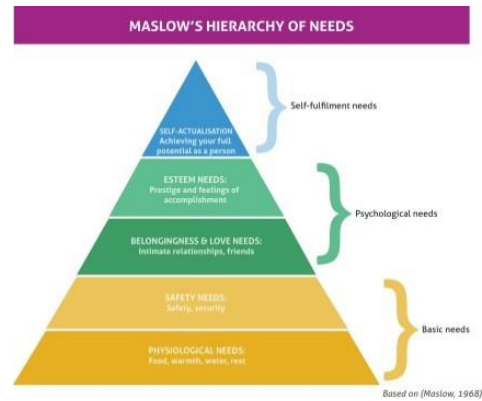 MASLOW'S HIERARCHY OF NEEDS
SELF-ACTUALISATION
Achieving your full
potential as a person
Self-fulfilment needs
ESTEEM NEEDS:
Prestige and feelings of
accomplishment
Psychological needs
BELONGINGNESS & LOVE NEEDS:
Intimate relationships, friends
SAFETY NEEDS:
Safety, security
Basic needs
PHYSIOLOGICAL NEEDS:
Food, warmth, water, rest
Based on (Maslow, 1968)